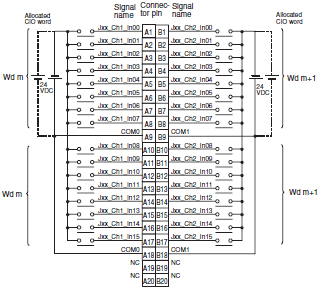 Allocated CIO word Signal name Connec-tor pin Signal name Allocated CIO word
Jxx_Ch1_In00 A1 B1 Jxx_Ch2_In00
Jxx_Ch1_In01 A2 B2 Jxx_Ch2_In01
Jxx_Ch1_In02 A3 B3 Jxx_Ch2_In02
Jxx_Ch1_In03 A4 B4 Jxx_Ch2_In03
Wd m Wd m+1
24 VDC Jxx_Ch1_In04 A5 B5 Jxx_Ch2_In04 24 VDC
Jxx_Ch1_In05 A6 B6 Jxx_Ch2_In05
Jxx_Ch1_In06 A7 B7 Jxx_Ch2_In06
Jxx_Ch1_In07 A8 B8 Jxx_Ch2_In07
COM0 A9 B9 COM1
Jxx_Ch1_In08 A10 B10 Jxx_Ch2_In08
Jxx_Ch1_In09 A11 B11 Jxx_Ch2_In09
Jxx_Ch1_In10 A12 B12 Jxx_Ch2_In10
Jxx_Ch1_In11 A13 B13 Jxx_Ch2_In11
Wd m Wd m+1
Jxx_Ch1_In12 A14 B14 Jxx_Ch2_In12
Jxx_Ch1_In13 A15 B15 Jxx_Ch2_In13
Jxx_Ch1_In14 A16 B16 Jxx_Ch2_In14
Jxx_Ch1_In15 A17 B17 Jxx_Ch2_In15
COM0 A18 B18 COM1
NC A19 B19 NC
NC A20 B20 NC